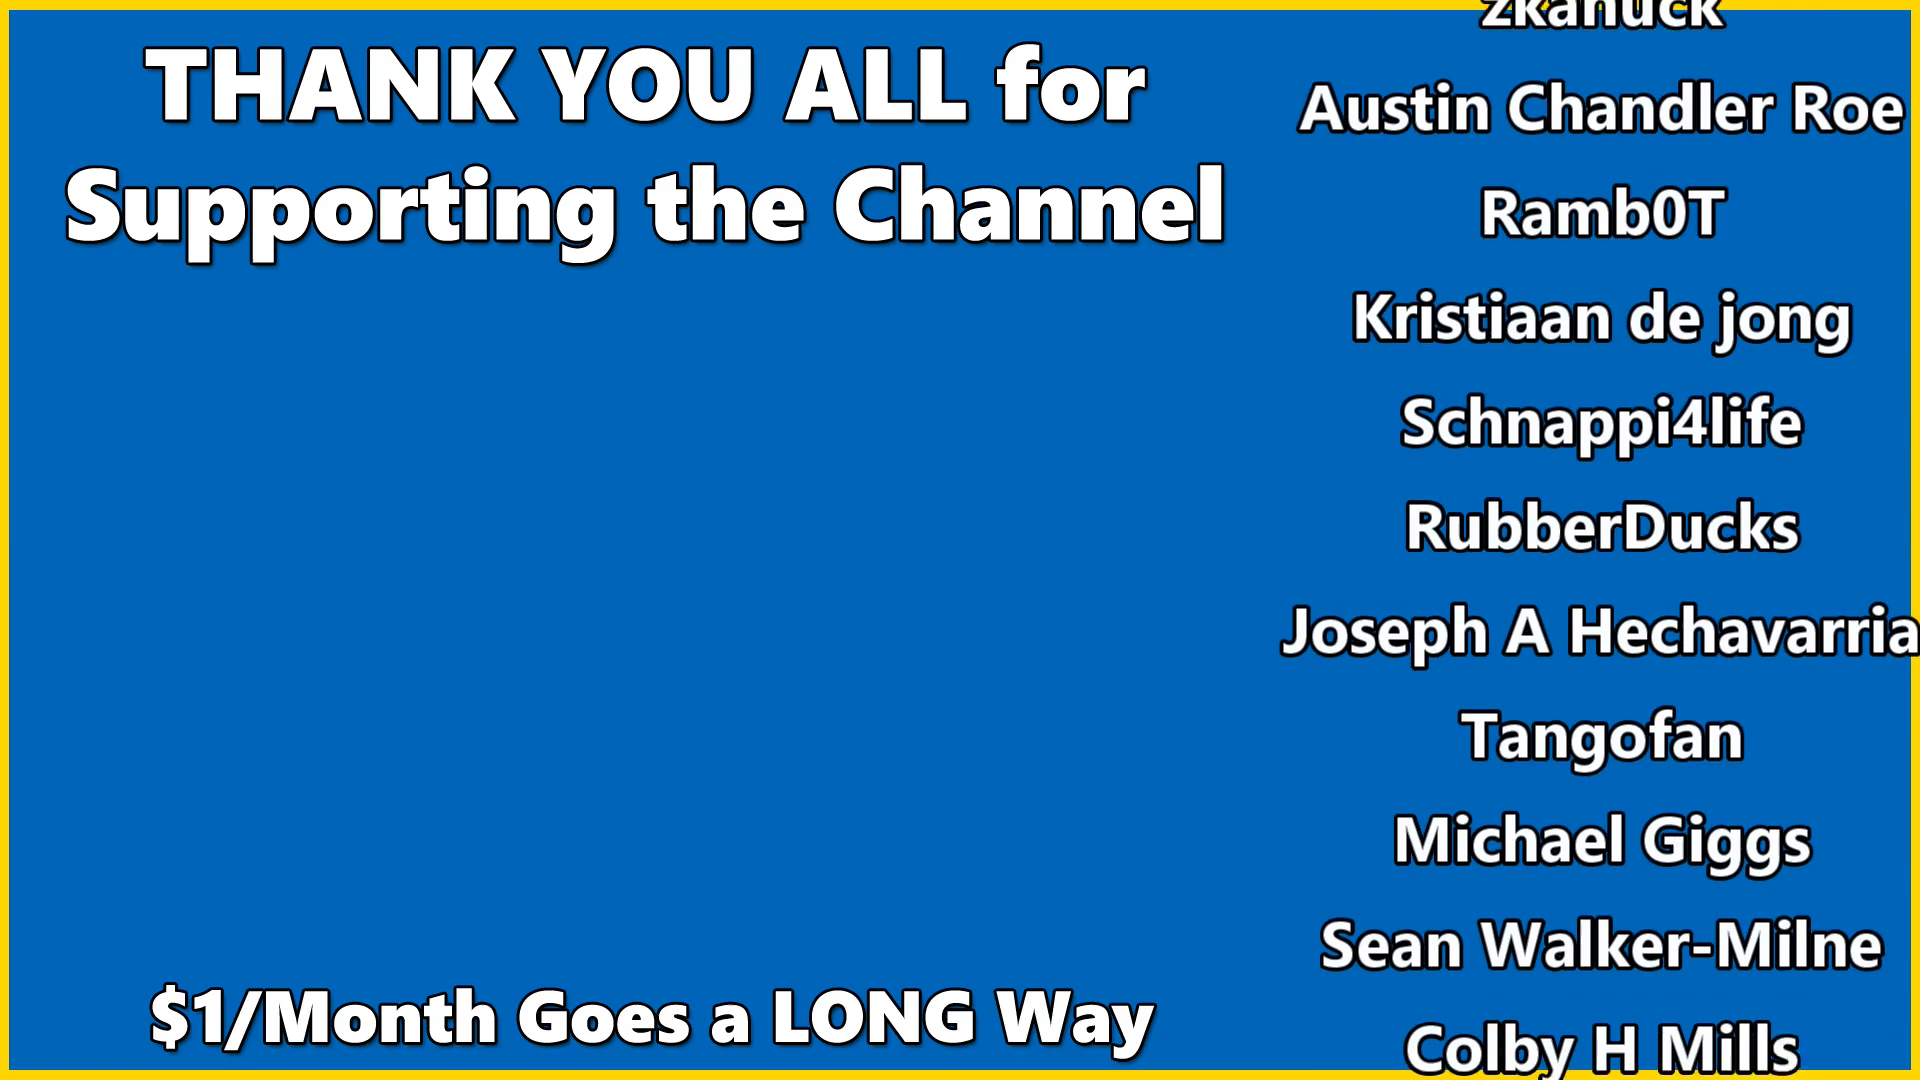 THANK YOU ALL for
Supporting the Channel
$1/Month Goes a LONG Way
zkanuck
Austin Chandler Roe
Ramb0T
Kristiaan de jong
Schnappi4life
RubberDucks
Joseph A Hechavarria
Tangofan
Michael Giggs
Sean Walker-Milne
Colby H Mills